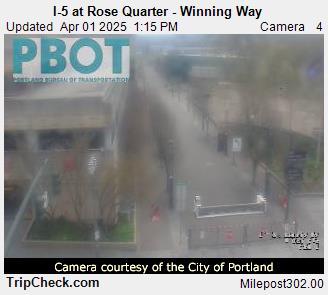 I-5 at Rose Quarter - Winning Way
Updated Apr 01 2025 1:15 PM Camera 4
PBOT
PORTLAND BUREAU OF TRANSPORTATION
Camera courtesy of the City of Portland
TripCheck.com Milepost302.00